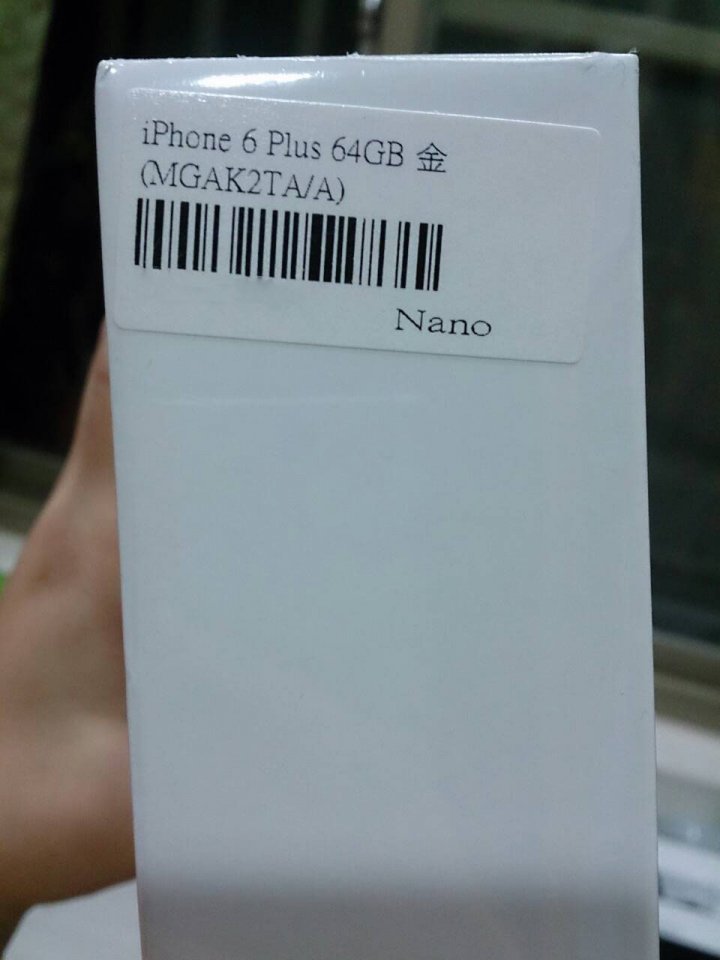 iPhone 6 Plus 64GB 金
(MGAK2TA/A)
Nano